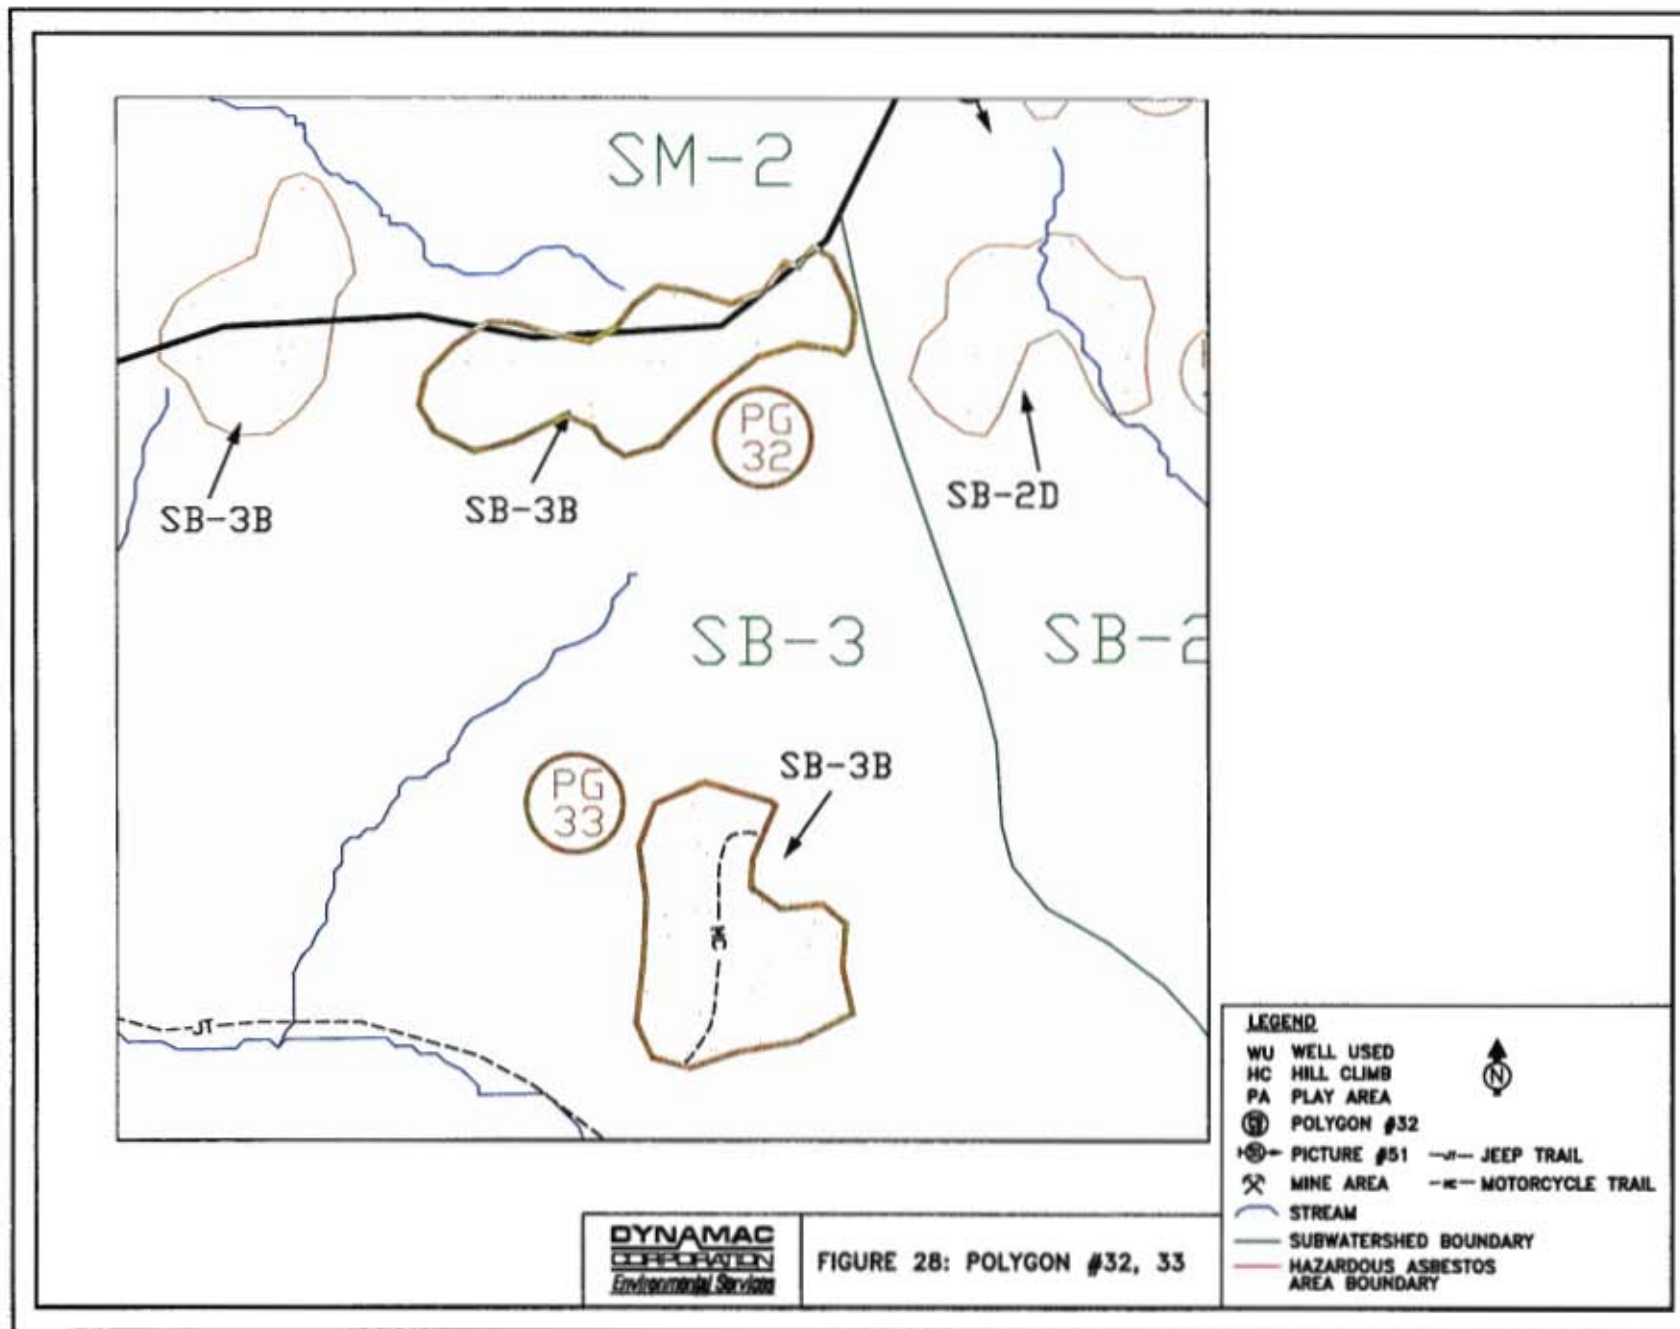 SM-2
SB-3B
SB-3B
PG
32
SB-2D
SB-3
SB-2
PG
33
SB-3B
JT
LEGEND
WU WELL USED
HC HILL CLIMB
PA PLAY AREA
POLYGON #32
PICTURE #51
JEEP TRAIL
MINE AREA
MOTORCYCLE TRAIL
STREAM
SUBWATERSHED BOUNDARY
HAZARDOUS ASBESTOS
AREA BOUNDARY
N
DYNAMAC
CORPORATION
Environmental Services
FIGURE 28: POLYGON #32, 33